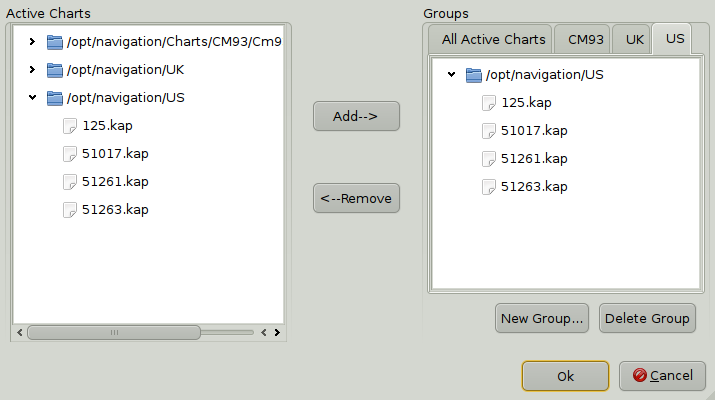 Active Charts
/opt/navigation/Charts/CM93/Cm9
/opt/navigation/UK
/opt/navigation/US
125.kap
51017.kap
51261.kap
51263.kap
Add-->
<--Remove
Groups
All Active Charts CM93 UK US
/opt/navigation/US
125.kap
51017.kap
51261.kap
51263.kap
New Group... Delete Group
Ok Cancel